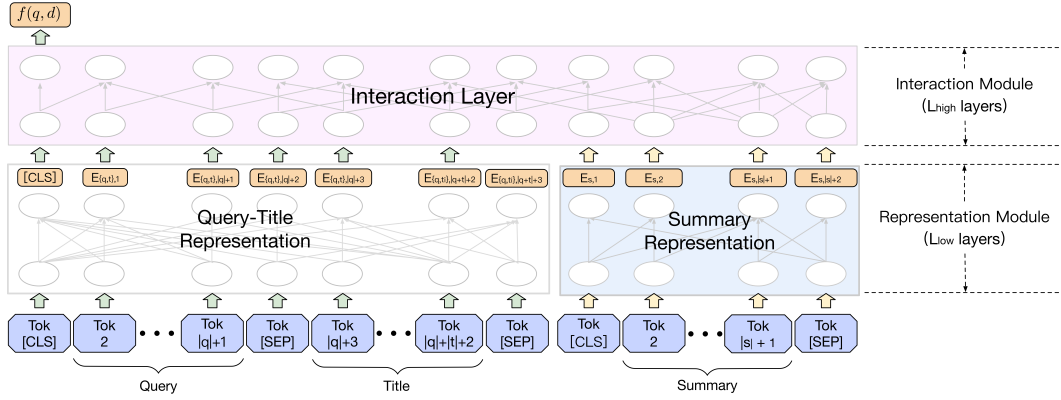 f(q, d)
Interaction Layer
Interaction Module
(Lhigh layers)
[CLS] E{q,t},1 E{q,t},|q|+1 E{q,t},|q|+2 E{q,t},|q|+3 E{q,t},|q+t|+2 E{q,t},|q+t|+3 Es,1 Es,2 Es,|s|+1 Es,|s|+2
Query-Title
Representation
Summary
Representation
Representation Module
(Llow layers)
Tok Tok Tok Tok Tok Tok Tok Tok Tok Tok Tok
[CLS] 2 • • • |q|+1 [SEP] |q|+3 • • • |q|+|t|+2 [SEP] [CLS] 2 • • • |s| + 1 [SEP]
Query Title Summary